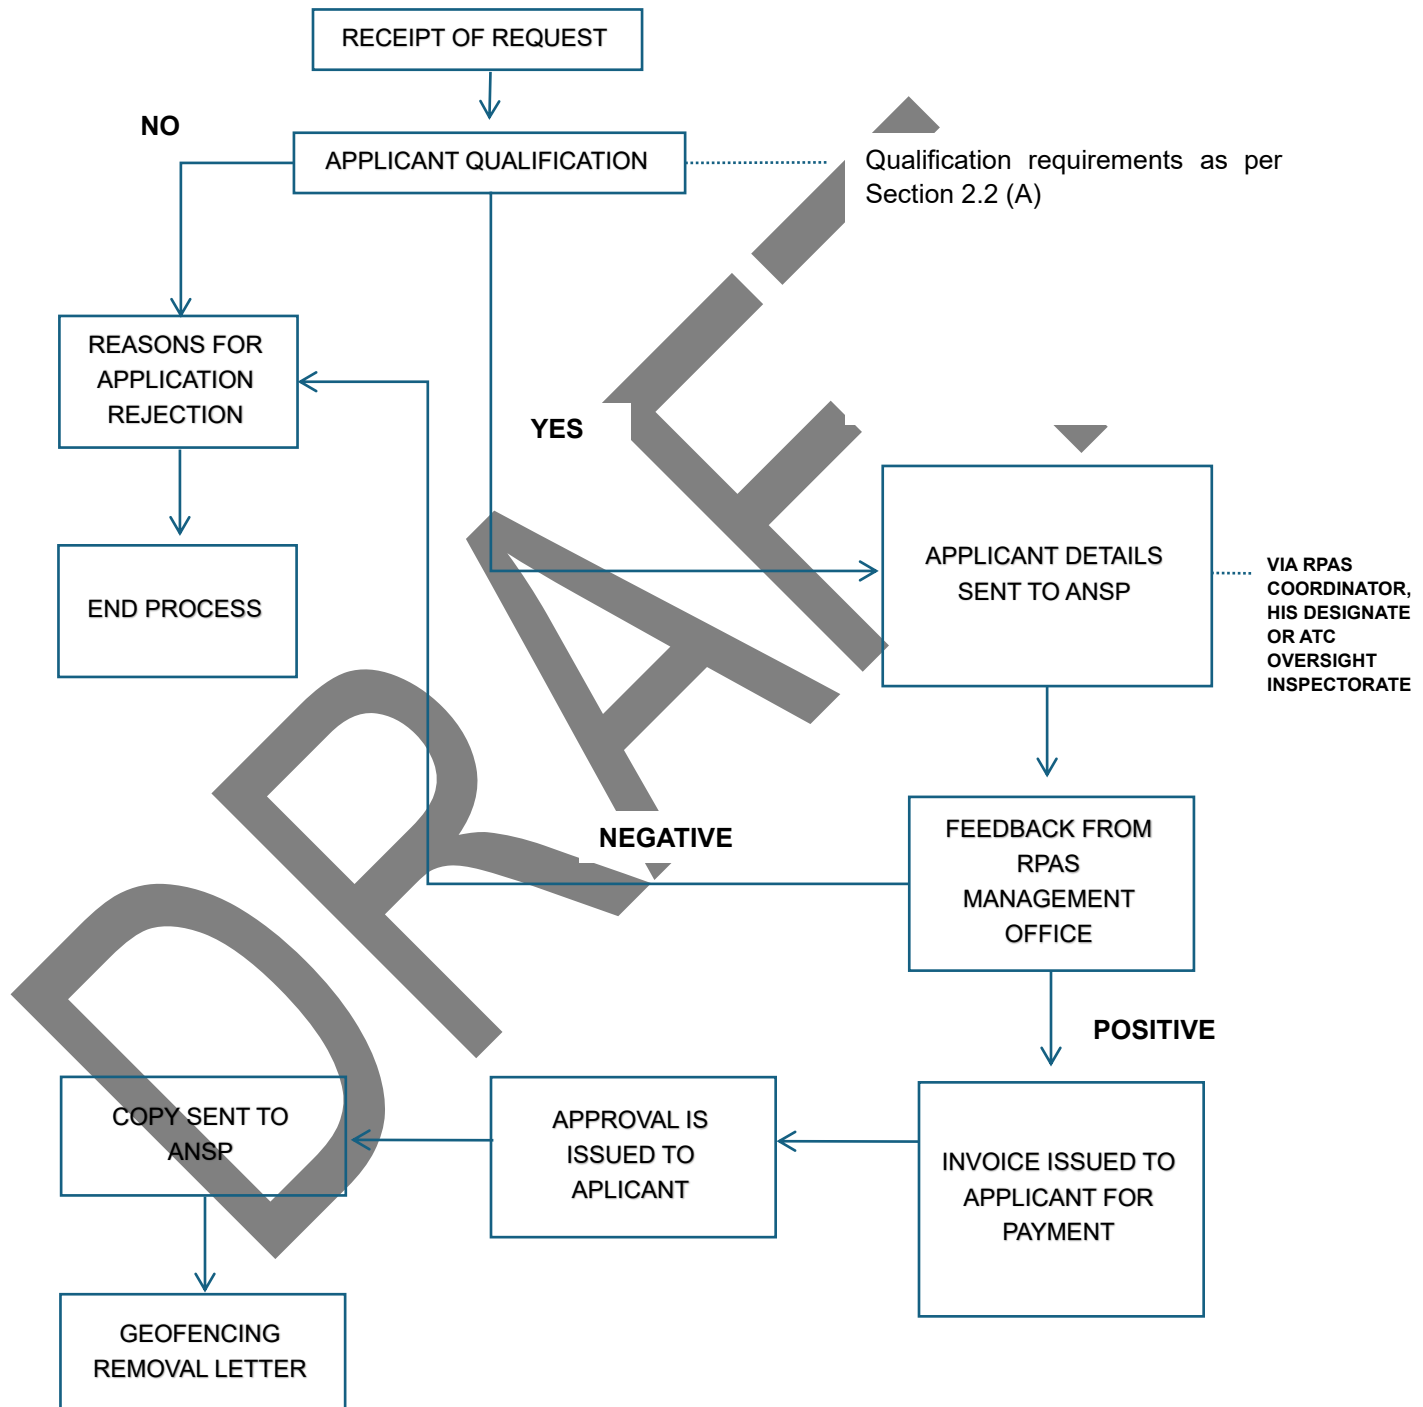 RECEIPT OF REQUEST
NO
APPLICANT QUALIFICATION
Qualification requirements as per
Section 2.2 (A)
REASONS FOR
APPLICATION
REJECTION
YES
END PROCESS
APPLICANT DETAILS
SENT TO ANSP
VIA RPAS
COORDINATOR,
HIS DESIGNATE
OR ATC
OVERSIGHT
INSPECTORATE
NEGATIVE
FEEDBACK FROM
RPAS
MANAGEMENT
OFFICE
POSITIVE
COPY SENT TO
ANSP
APPROVAL IS
ISSUED TO
APLICANT
INVOICE ISSUED TO
APPLICANT FOR
PAYMENT
GEOFENCING
REMOVAL LETTER
DRAFT